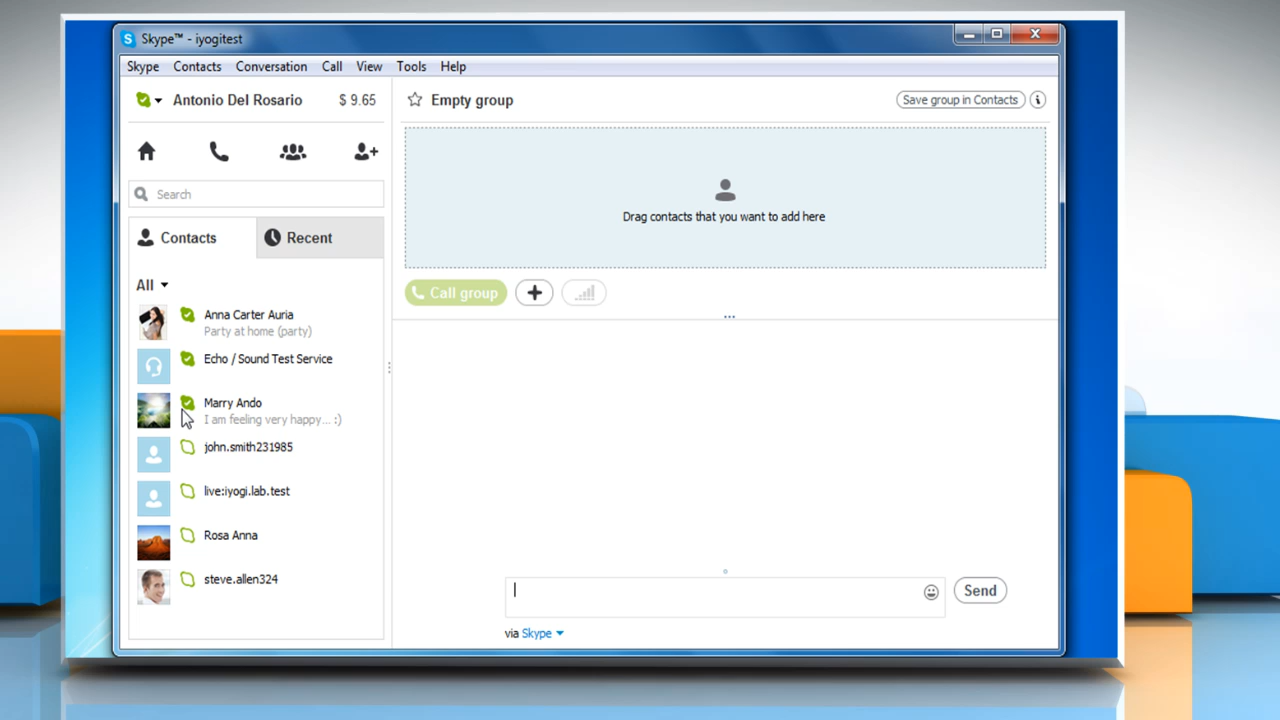 Skype™ - iyogitest
Skype Contacts Conversation Call View Tools Help
Antonio Del Rosario $ 9.65
Search
Contacts
Recent
All
Anna Carter Auria
Party at home (party)
Echo / Sound Test Service
Marry Ando
I am feeling very happy... :)
john.smith231985
live:iyogi.lab.test
Rosa Anna
steve.allen324
Empty group
Save group in Contacts
Drag contacts that you want to add here
Call group
Send
via Skype